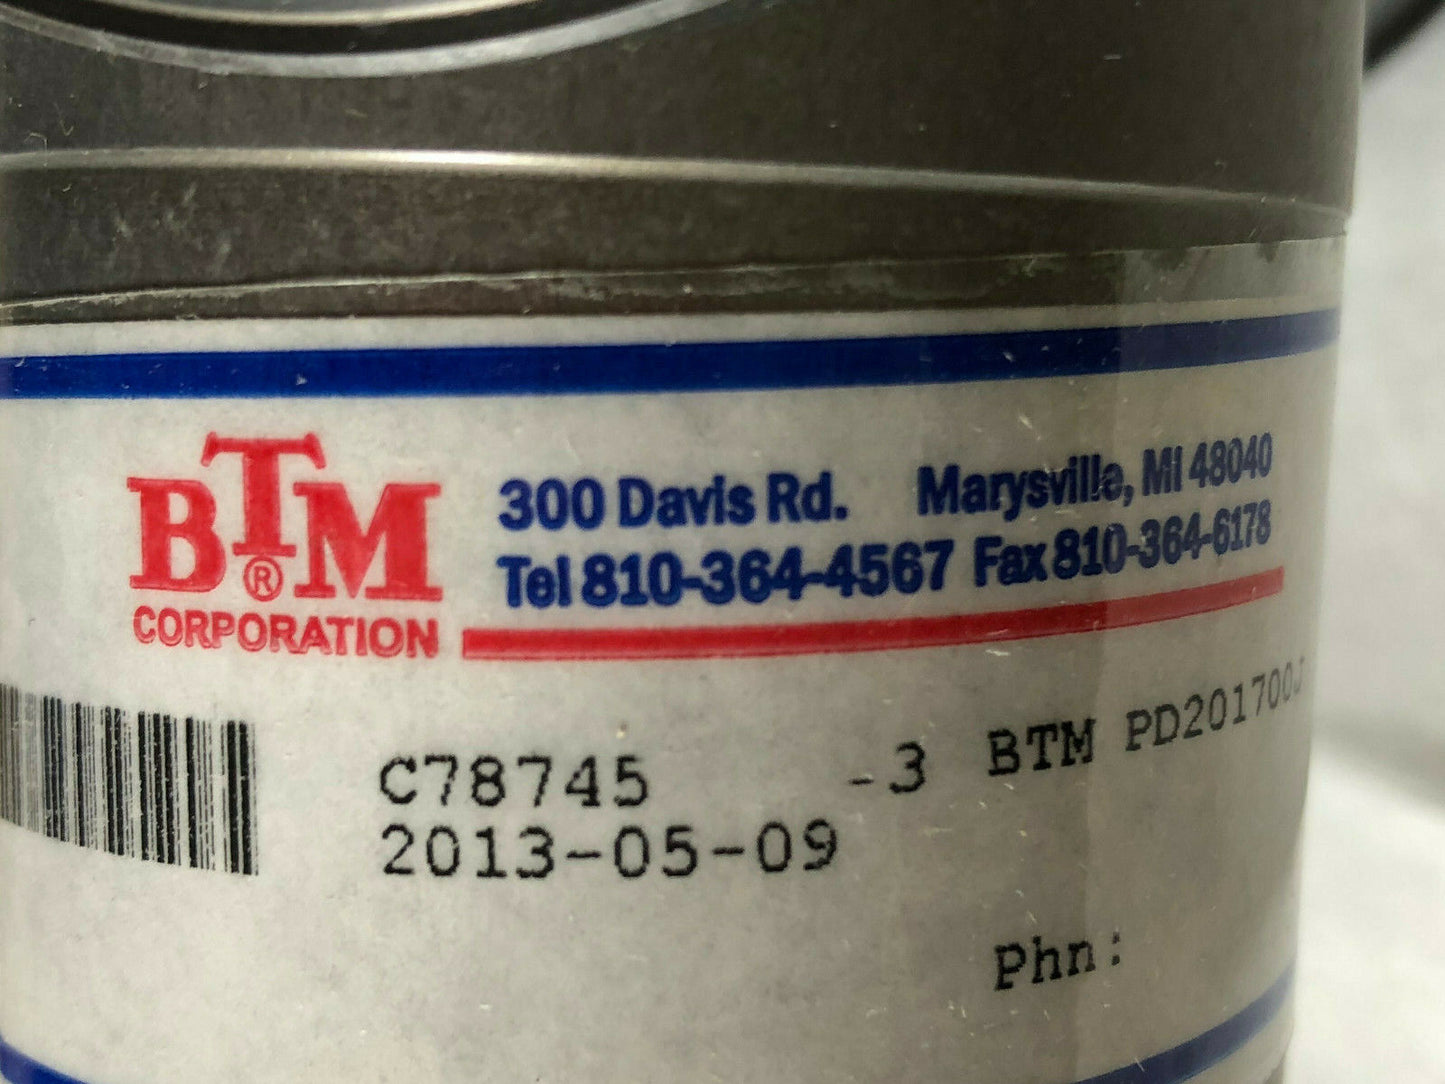 BTM®
CORPORATION
300 Davis Rd. Marysville, MI 48040
Tel 810-364-4567 Fax 810-364-6178
C78745 -3 BTM PD201700J
2013-05-09
Phn: